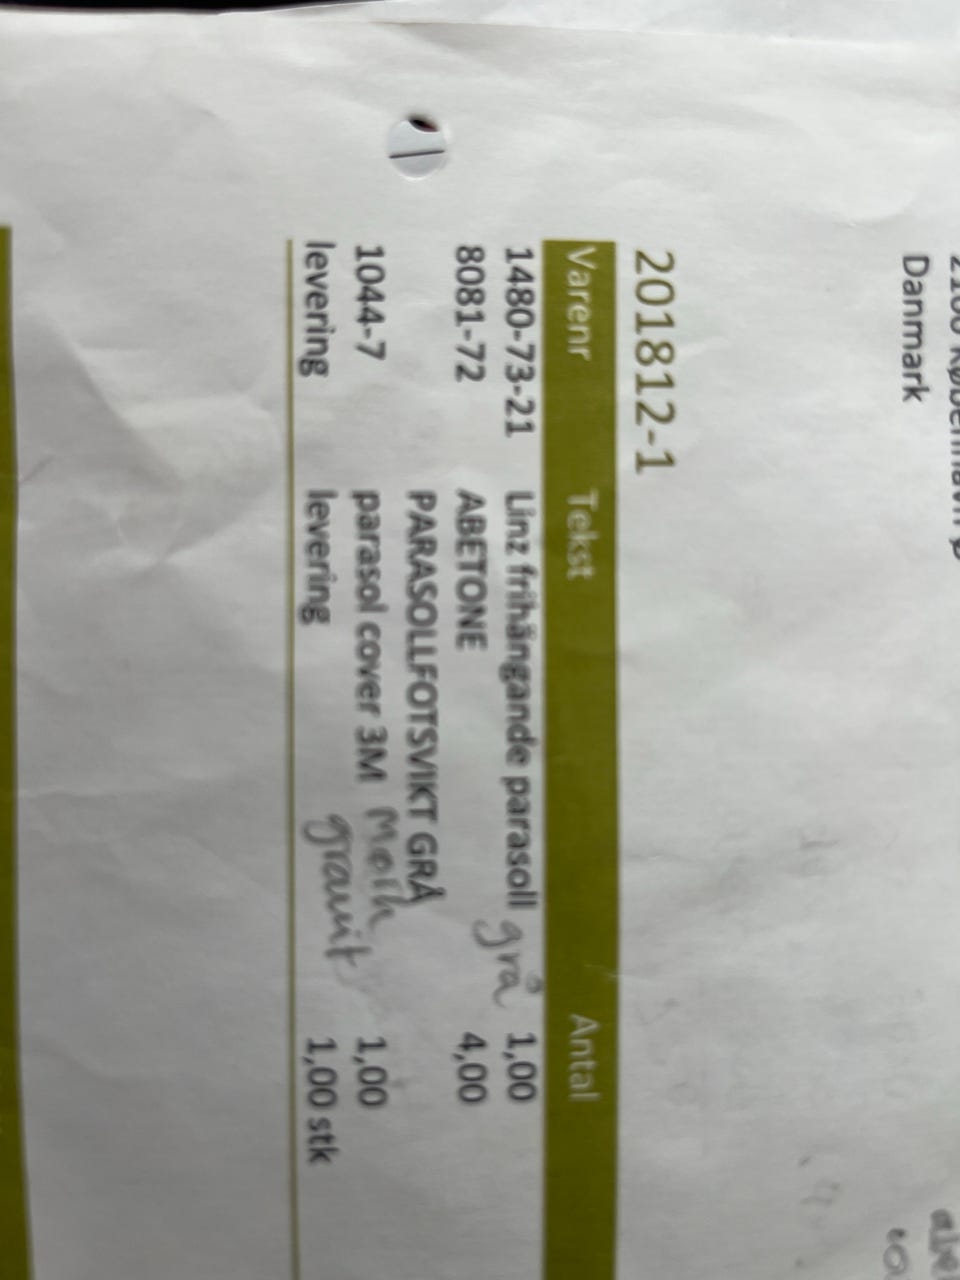 Danmark
201812-1
Varenr Tekst Antal
1480-73-21 Linz frihängande parasoll grå 1,00
8081-72 ABETONE 4,00
PARASOLLFOTSVIKT GRÅ
1044-7 parasol cover 3M Mørk 1,00
levering levering granit 1,00 stk